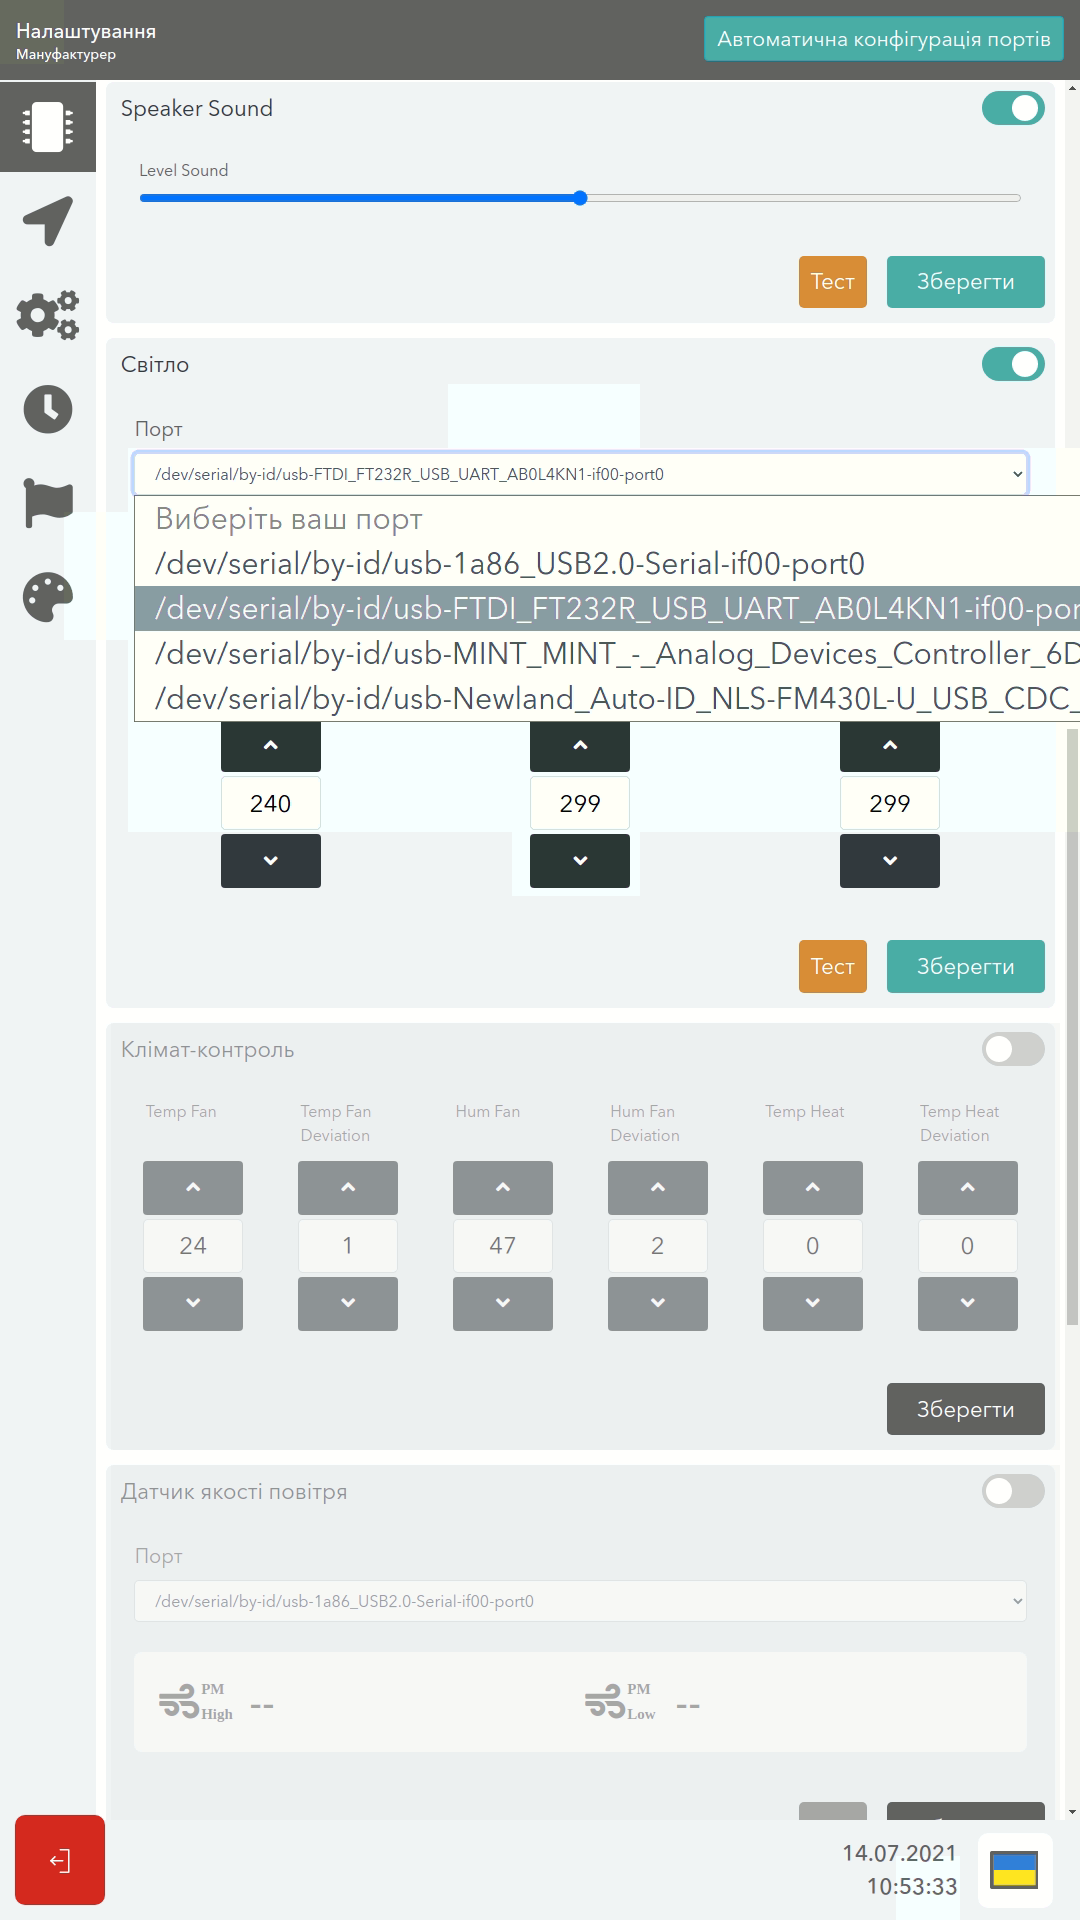 Налаштування
Мануфактурер
Автоматична конфігурація портів
Speaker Sound
Level Sound
Тест
Зберегти
Світло
Порт
/dev/serial/by-id/usb-FTDI_FT232R_USB_UART_AB0L4KN1-if00-port0
Виберіть ваш порт
/dev/serial/by-id/usb-1a86_USB2.0-Serial-if00-port0
/dev/serial/by-id/usb-FTDI_FT232R_USB_UART_AB0L4KN1-if00-por
/dev/serial/by-id/usb-MINT_MINT_-_Analog_Devices_Controller_6D
/dev/serial/by-id/usb-Newland_Auto-ID_NLS-FM430L-U_USB_CDC_
240 299 299
Тест
Зберегти
Клімат-контроль
Temp Fan
Temp Fan Deviation
Hum Fan
Hum Fan Deviation
Temp Heat
Temp Heat Deviation
24 1 47 2 0 0
Зберегти
Датчик якості повітря
Порт
/dev/serial/by-id/usb-1a86_USB2.0-Serial-if00-port0
PM High --
PM Low --
14.07.2021
10:53:33